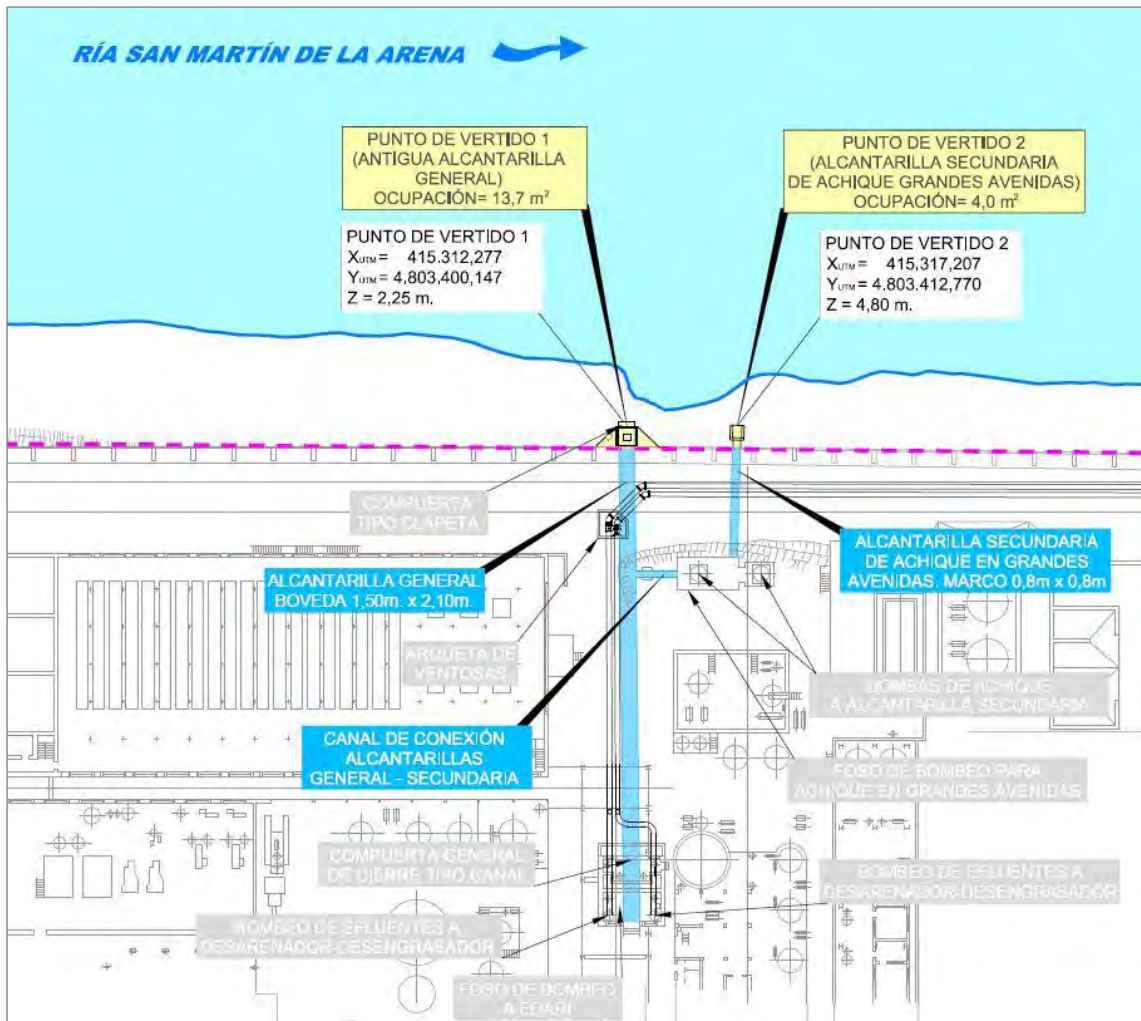 RÍA SAN MARTÍN DE LA ARENA
PUNTO DE VERTIDO 1
(ANTIGUA ALCANTARILLA
GENERAL)
OCUPACIÓN= 13,7 m²
PUNTO DE VERTIDO 2
(ALCANTARILLA SECUNDARIA
DE ACHIQUE GRANDES AVENIDAS)
OCUPACIÓN= 4,0 m²
PUNTO DE VERTIDO 1
XUTM = 415.312,277
YUTM = 4,803,400,147
Z = 2,25 m.
PUNTO DE VERTIDO 2
XUTM = 415.317,207
YUTM = 4.803.412,770
Z = 4,80 m.
COMPUERTA
TIPO CLAPETA
ALCANTARILLA GENERAL
BOVEDA 1,50m. x 2,10m.
ALCANTARILLA SECUNDARIA
DE ACHIQUE EN GRANDES
AVENIDAS. MARCO 0,8m x 0,8m
ARQUETA DE
VENTOSAS
BOMBAS DE ACHIQUE
A ALCANTARILLA SECUNDARIA
CANAL DE CONEXIÓN
ALCANTARILLAS
GENERAL - SECUNDARIA
FOSO DE BOMBEO PARA
ACHIQUE EN GRANDES AVENIDAS
COMPUERTA GENERAL
DE CIERRE TIPO CANAL
BOMBEO DE EFLUENTES A
DESARENADOR-DESENGRASADOR
BOMBEO DE EFLUENTES A
DESARENADOR-DESENGRASADOR
FOSO DE BOMBEO
A EDARI